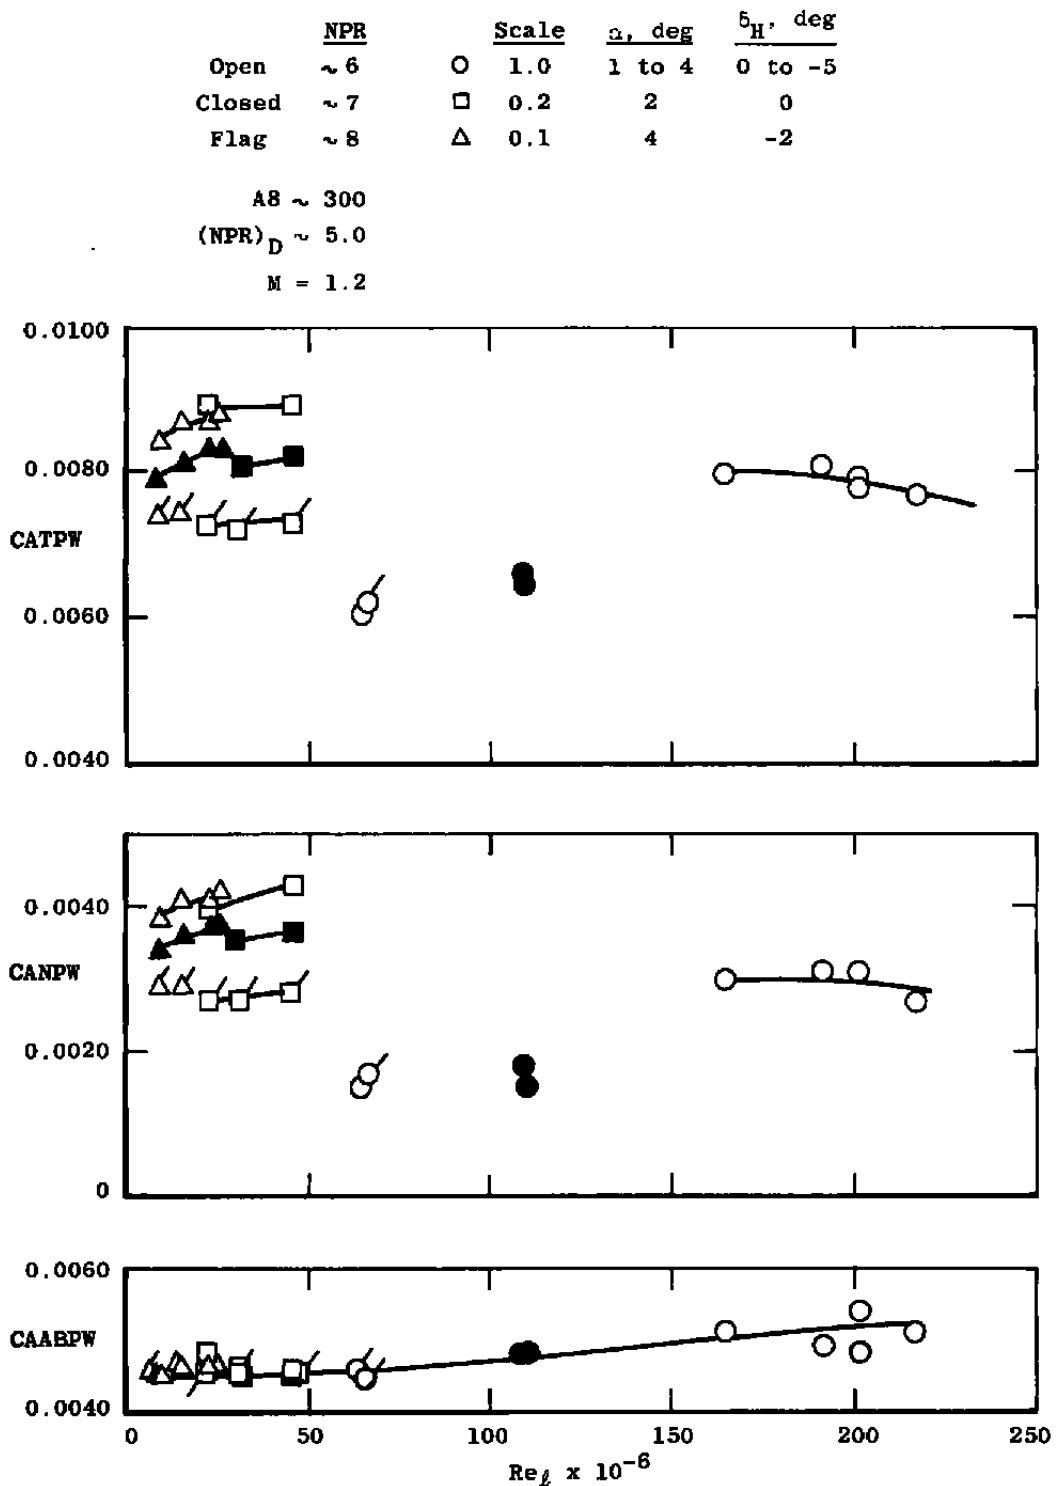 NPR Scale α, deg δH, deg
Open ~ 6 ○ 1.0 1 to 4 0 to -5
Closed ~ 7 □ 0.2 2 0
Flag ~ 8 △ 0.1 4 -2
A8 ~ 300
(NPR)D ~ 5.0
M = 1.2
0.0100
0.0080
CATPW
0.0060
0.0040
0.0040
CANPW
0.0020
0
0.0060
CAABPW
0.0040
0 50 100 150 200 250
Reℓ x 10-6